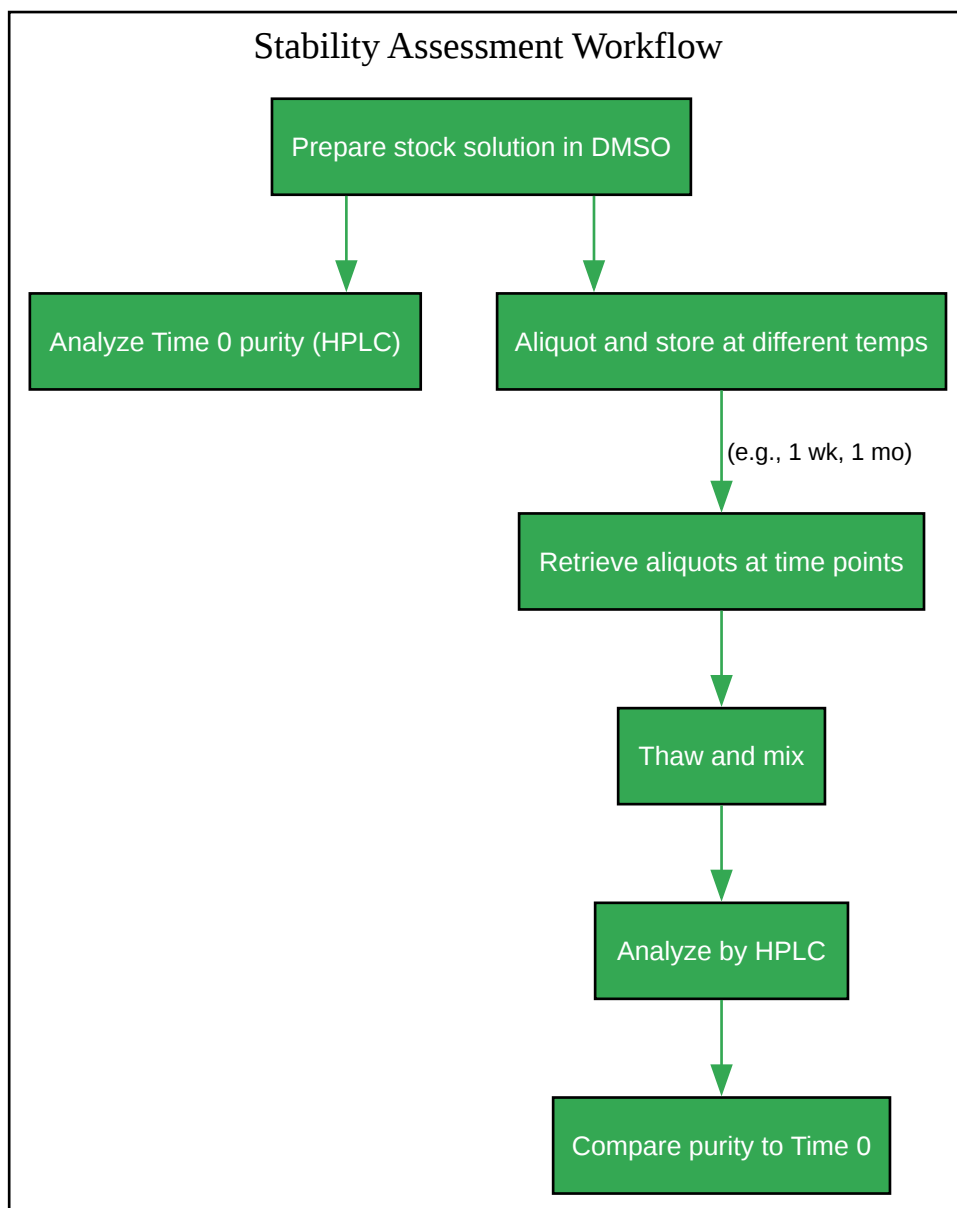 Stability Assessment Workflow
Prepare stock solution in DMSO
Analyze Time 0 purity (HPLC)
Aliquot and store at different temps
(e.g., 1 wk, 1 mo)
Retrieve aliquots at time points
Thaw and mix
Analyze by HPLC
Compare purity to Time 0